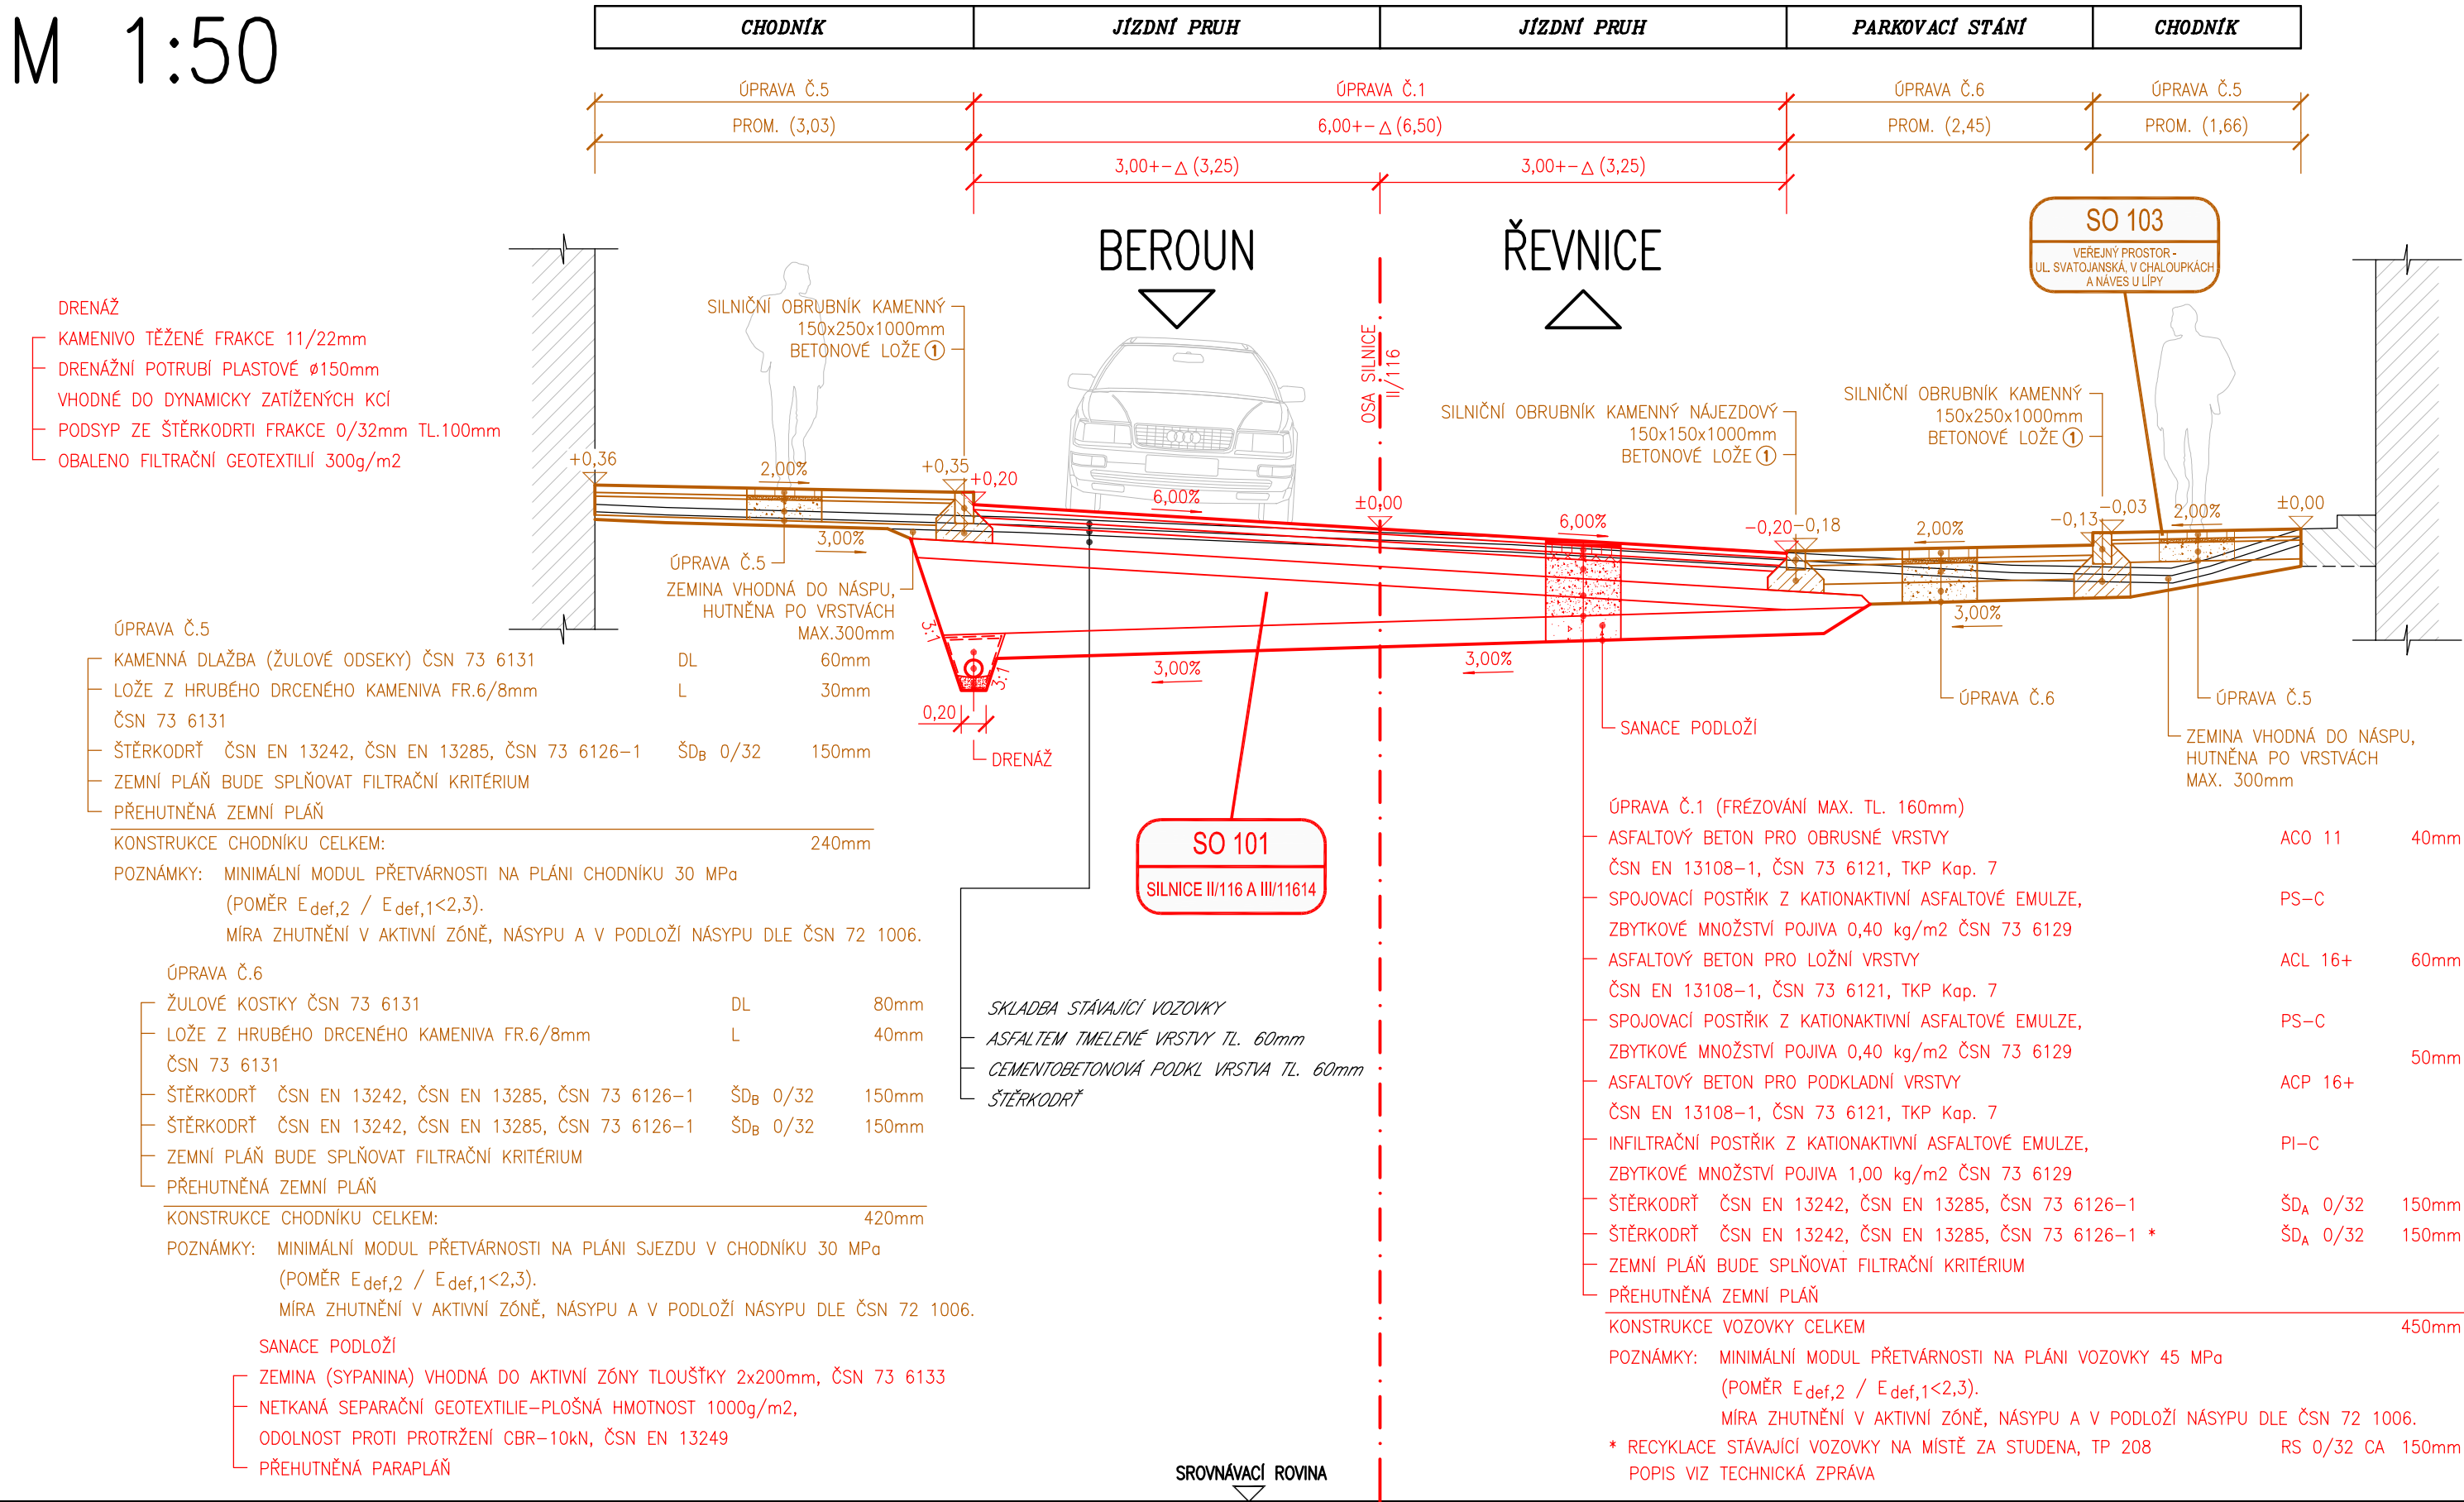 M 1:50
CHODNÍK
JÍZDNÍ PRUH
JÍZDNÍ PRUH
PARKOVACÍ STÁNÍ
CHODNÍK
ÚPRAVA Č.5
ÚPRAVA Č.1
ÚPRAVA Č.6
ÚPRAVA Č.5
PROM. (3,03)
6,00+-△(6,50)
PROM. (2,45)
PROM. (1,66)
3,00+-△(3,25)
3,00+-△(3,25)
BEROUN
ŘEVNICE
SO 103
VEŘEJNÝ PROSTOR -
UL. SVATOJANSKÁ, V CHALOUPKÁCH
A NÁVES U LÍPY
OSA SILNICE
II/116
DRENÁŽ
KAMENIVO TĚŽENÉ FRAKCE 11/22mm
DRENÁŽNÍ POTRUBÍ PLASTOVÉ ø150mm
VHODNÉ DO DYNAMICKY ZATÍŽENÝCH KCÍ
PODSYP ZE ŠTĚRKODRTI FRAKCE 0/32mm TL.100mm
OBALENO FILTRAČNÍ GEOTEXTILIÍ 300g/m2
SILNIČNÍ OBRUBNÍK KAMENNÝ
150x250x1000mm
BETONOVÉ LOŽE 1
SILNIČNÍ OBRUBNÍK KAMENNÝ NÁJEZDOVÝ
150x150x1000mm
BETONOVÉ LOŽE 1
SILNIČNÍ OBRUBNÍK KAMENNÝ
150x250x1000mm
BETONOVÉ LOŽE 1
+0,36
2,00%
+0,35
+0,20
6,00%
±0,00
6,00%
-0,20
-0,18
2,00%
-0,13
-0,03
2,00%
±0,00
3,00%
3,00%
3,00%
3,00%
3:1
3:1
0,20
DRENÁŽ
ÚPRAVA Č.5
ZEMINA VHODNÁ DO NÁSPU,
HUTNĚNA PO VRSTVÁCH
MAX.300mm
SANACE PODLOŽÍ
ÚPRAVA Č.6
ÚPRAVA Č.5
ZEMINA VHODNÁ DO NÁSPU,
HUTNĚNA PO VRSTVÁCH
MAX. 300mm
SO 101
SILNICE II/116 A III/11614
ÚPRAVA Č.5
KAMENNÁ DLAŽBA (ŽULOVÉ ODSEKY) ČSN 73 6131 DL 60mm
LOŽE Z HRUBÉHO DRCENÉHO KAMENIVA FR.6/8mm L 30mm
ČSN 73 6131
ŠTĚRKODRŤ ČSN EN 13242, ČSN EN 13285, ČSN 73 6126-1 ŠDB 0/32 150mm
ZEMNÍ PLÁŇ BUDE SPLŇOVAT FILTRAČNÍ KRITÉRIUM
PŘEHUTNĚNÁ ZEMNÍ PLÁŇ
KONSTRUKCE CHODNÍKU CELKEM: 240mm
POZNÁMKY: MINIMÁLNÍ MODUL PŘETVÁRNOSTI NA PLÁNI CHODNÍKU 30 MPa
(POMĚR Edef,2 / Edef,1<2,3).
MÍRA ZHUTNĚNÍ V AKTIVNÍ ZÓNĚ, NÁSYPU A V PODLOŽÍ NÁSYPU DLE ČSN 72 1006.
ÚPRAVA Č.6
ŽULOVÉ KOSTKY ČSN 73 6131 DL 80mm
LOŽE Z HRUBÉHO DRCENÉHO KAMENIVA FR.6/8mm L 40mm
ČSN 73 6131
ŠTĚRKODRŤ ČSN EN 13242, ČSN EN 13285, ČSN 73 6126-1 ŠDB 0/32 150mm
ŠTĚRKODRŤ ČSN EN 13242, ČSN EN 13285, ČSN 73 6126-1 ŠDB 0/32 150mm
ZEMNÍ PLÁŇ BUDE SPLŇOVAT FILTRAČNÍ KRITÉRIUM
PŘEHUTNĚNÁ ZEMNÍ PLÁŇ
KONSTRUKCE CHODNÍKU CELKEM: 420mm
POZNÁMKY: MINIMÁLNÍ MODUL PŘETVÁRNOSTI NA PLÁNI SJEZDU V CHODNÍKU 30 MPa
(POMĚR Edef,2 / Edef,1<2,3).
MÍRA ZHUTNĚNÍ V AKTIVNÍ ZÓNĚ, NÁSYPU A V PODLOŽÍ NÁSYPU DLE ČSN 72 1006.
SANACE PODLOŽÍ
ZEMINA (SYPANINA) VHODNÁ DO AKTIVNÍ ZÓNY TLOUŠŤKY 2x200mm, ČSN 73 6133
NETKANÁ SEPARAČNÍ GEOTEXTILIE-PLOŠNÁ HMOTNOST 1000g/m2,
ODOLNOST PROTI PROTRŽENÍ CBR-10kN, ČSN EN 13249
PŘEHUTNĚNÁ PARAPLÁŇ
SKLADBA STÁVAJÍCÍ VOZOVKY
ASFALTEM TMELENÉ VRSTVY TL. 60mm
CEMENTOBETONOVÁ PODKL VRSTVA TL. 60mm
ŠTĚRKODRŤ
ÚPRAVA Č.1 (FRÉZOVÁNÍ MAX. TL. 160mm)
ASFALTOVÝ BETON PRO OBRUSNÉ VRSTVY ACO 11 40mm
ČSN EN 13108-1, ČSN 73 6121, TKP Kap. 7
SPOJOVACÍ POSTŘIK Z KATIONAKTIVNÍ ASFALTOVÉ EMULZE, PS-C
ZBYTKOVÉ MNOŽSTVÍ POJIVA 0,40 kg/m2 ČSN 73 6129
ASFALTOVÝ BETON PRO LOŽNÍ VRSTVY ACL 16+ 60mm
ČSN EN 13108-1, ČSN 73 6121, TKP Kap. 7
SPOJOVACÍ POSTŘIK Z KATIONAKTIVNÍ ASFALTOVÉ EMULZE, PS-C
ZBYTKOVÉ MNOŽSTVÍ POJIVA 0,40 kg/m2 ČSN 73 6129 50mm
ASFALTOVÝ BETON PRO PODKLADNÍ VRSTVY ACP 16+
ČSN EN 13108-1, ČSN 73 6121, TKP Kap. 7
INFILTRAČNÍ POSTŘIK Z KATIONAKTIVNÍ ASFALTOVÉ EMULZE, PI-C
ZBYTKOVÉ MNOŽSTVÍ POJIVA 1,00 kg/m2 ČSN 73 6129
ŠTĚRKODRŤ ČSN EN 13242, ČSN EN 13285, ČSN 73 6126-1 ŠDA 0/32 150mm
ŠTĚRKODRŤ ČSN EN 13242, ČSN EN 13285, ČSN 73 6126-1 * ŠDA 0/32 150mm
ZEMNÍ PLÁŇ BUDE SPLŇOVAT FILTRAČNÍ KRITÉRIUM
PŘEHUTNĚNÁ ZEMNÍ PLÁŇ
KONSTRUKCE VOZOVKY CELKEM 450mm
POZNÁMKY: MINIMÁLNÍ MODUL PŘETVÁRNOSTI NA PLÁNI VOZOVKY 45 MPa
(POMĚR Edef,2 / Edef,1<2,3).
MÍRA ZHUTNĚNÍ V AKTIVNÍ ZÓNĚ, NÁSYPU A V PODLOŽÍ NÁSYPU DLE ČSN 72 1006.
* RECYKLACE STÁVAJÍCÍ VOZOVKY NA MÍSTĚ ZA STUDENA, TP 208 RS 0/32 CA 150mm
POPIS VIZ TECHNICKÁ ZPRÁVA
SROVNÁVACÍ ROVINA